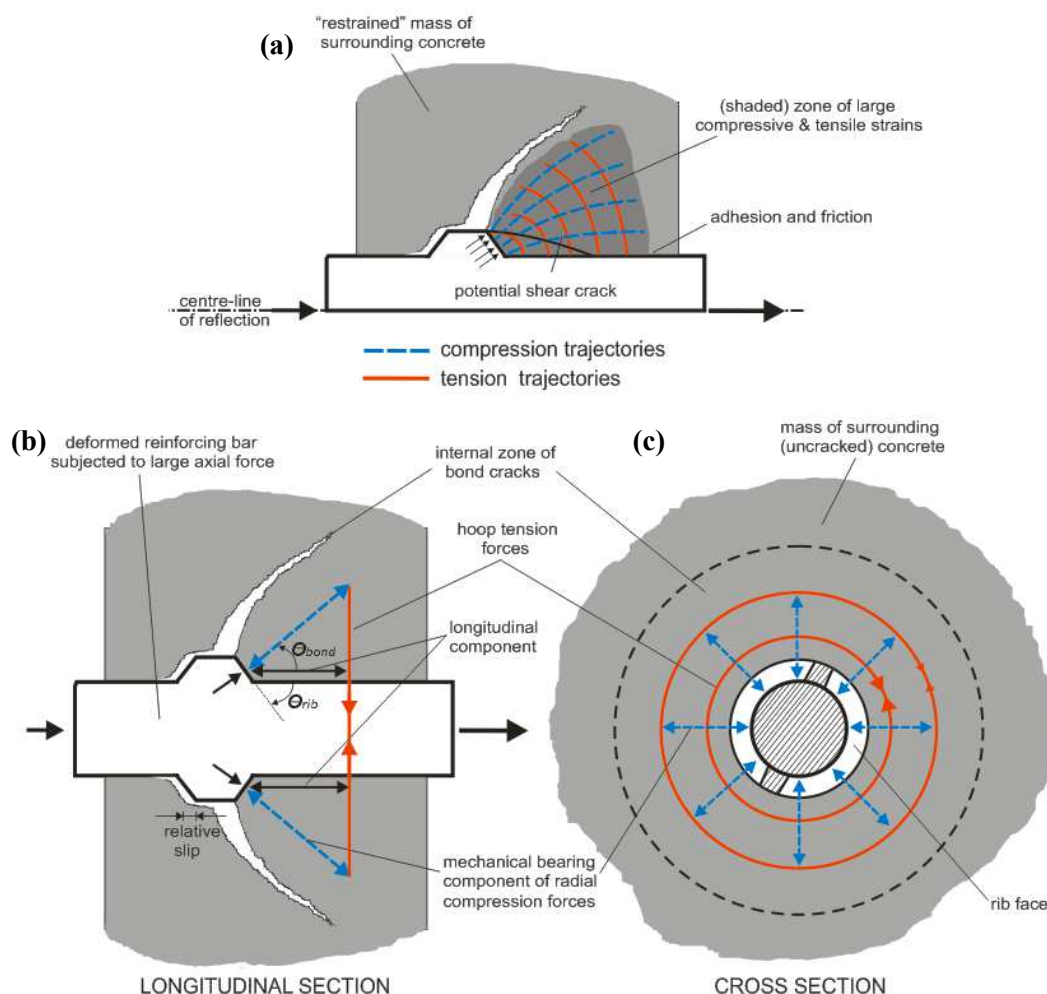 (a)
“restrained” mass of
surrounding concrete
(shaded) zone of large
compressive & tensile strains
adhesion and friction
potential shear crack
centre-line
of reflection
compression trajectories
tension trajectories
(b)
deformed reinforcing bar
subjected to large axial force
internal zone of
bond cracks
hoop tension
forces
longitudinal
component
Θbond
Θrib
relative
slip
mechanical bearing
component of radial
compression forces
LONGITUDINAL SECTION
(c)
mass of surrounding
(uncracked) concrete
rib face
CROSS SECTION